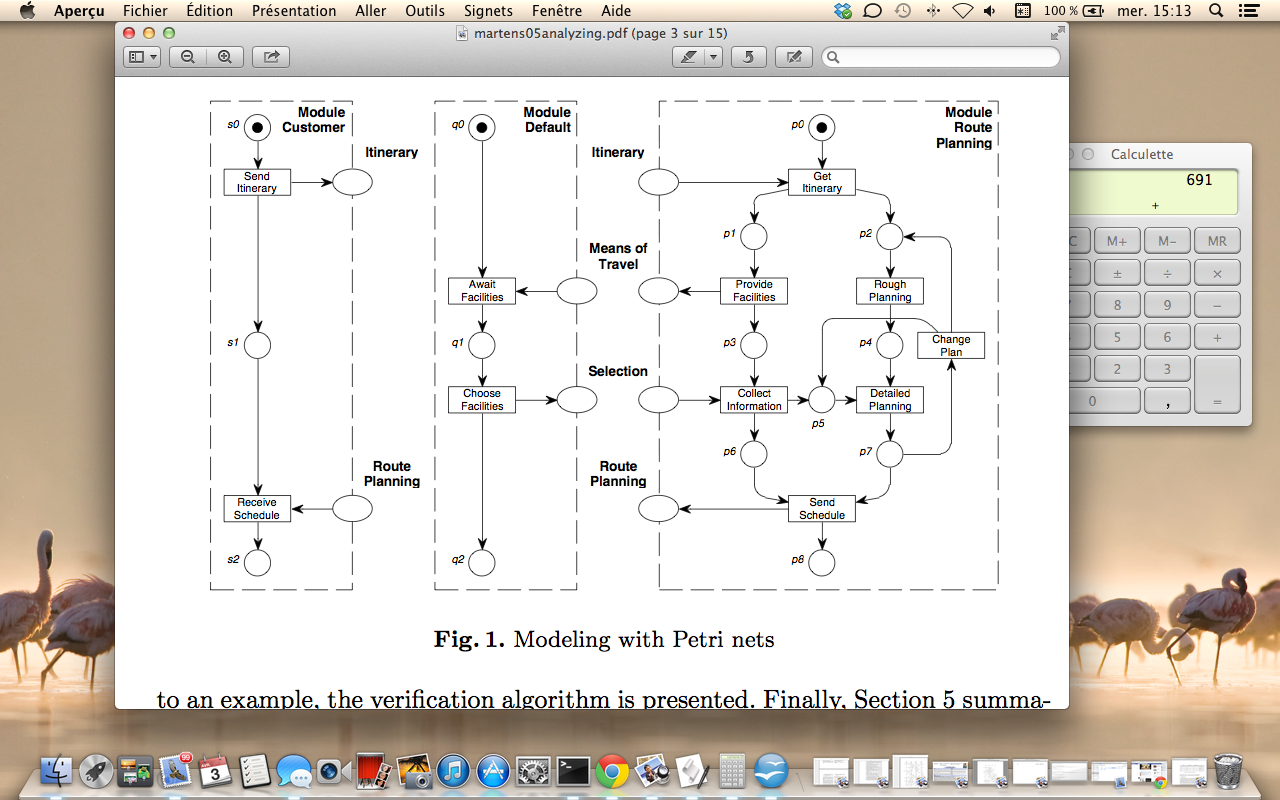 Aperçu Fichier Édition Présentation Aller Outils Signets Fenêtre Aide 100 % mer. 15:13
martens05analyzing.pdf (page 3 sur 15)
Module
Customer
s0
Send
Itinerary
Itinerary
s1
Route
Planning
Receive
Schedule
s2
Module
Default
q0
Await
Facilities
q1
Choose
Facilities
q2
Itinerary
Means of
Travel
Selection
Route
Planning
Module
Route
Planning
p0
Get
Itinerary
p1
p2
Provide
Facilities
Rough
Planning
p3
p4
Change
Plan
Collect
Information
Detailed
Planning
p5
p6
p7
Send
Schedule
p8
Fig. 1. Modeling with Petri nets
to an example, the verification algorithm is presented. Finally, Section 5 summa-
Calculette
691
+
C M+ M− MR
± ÷ ×
8 9 −
5 6 +
2 3
0 , =
99
3